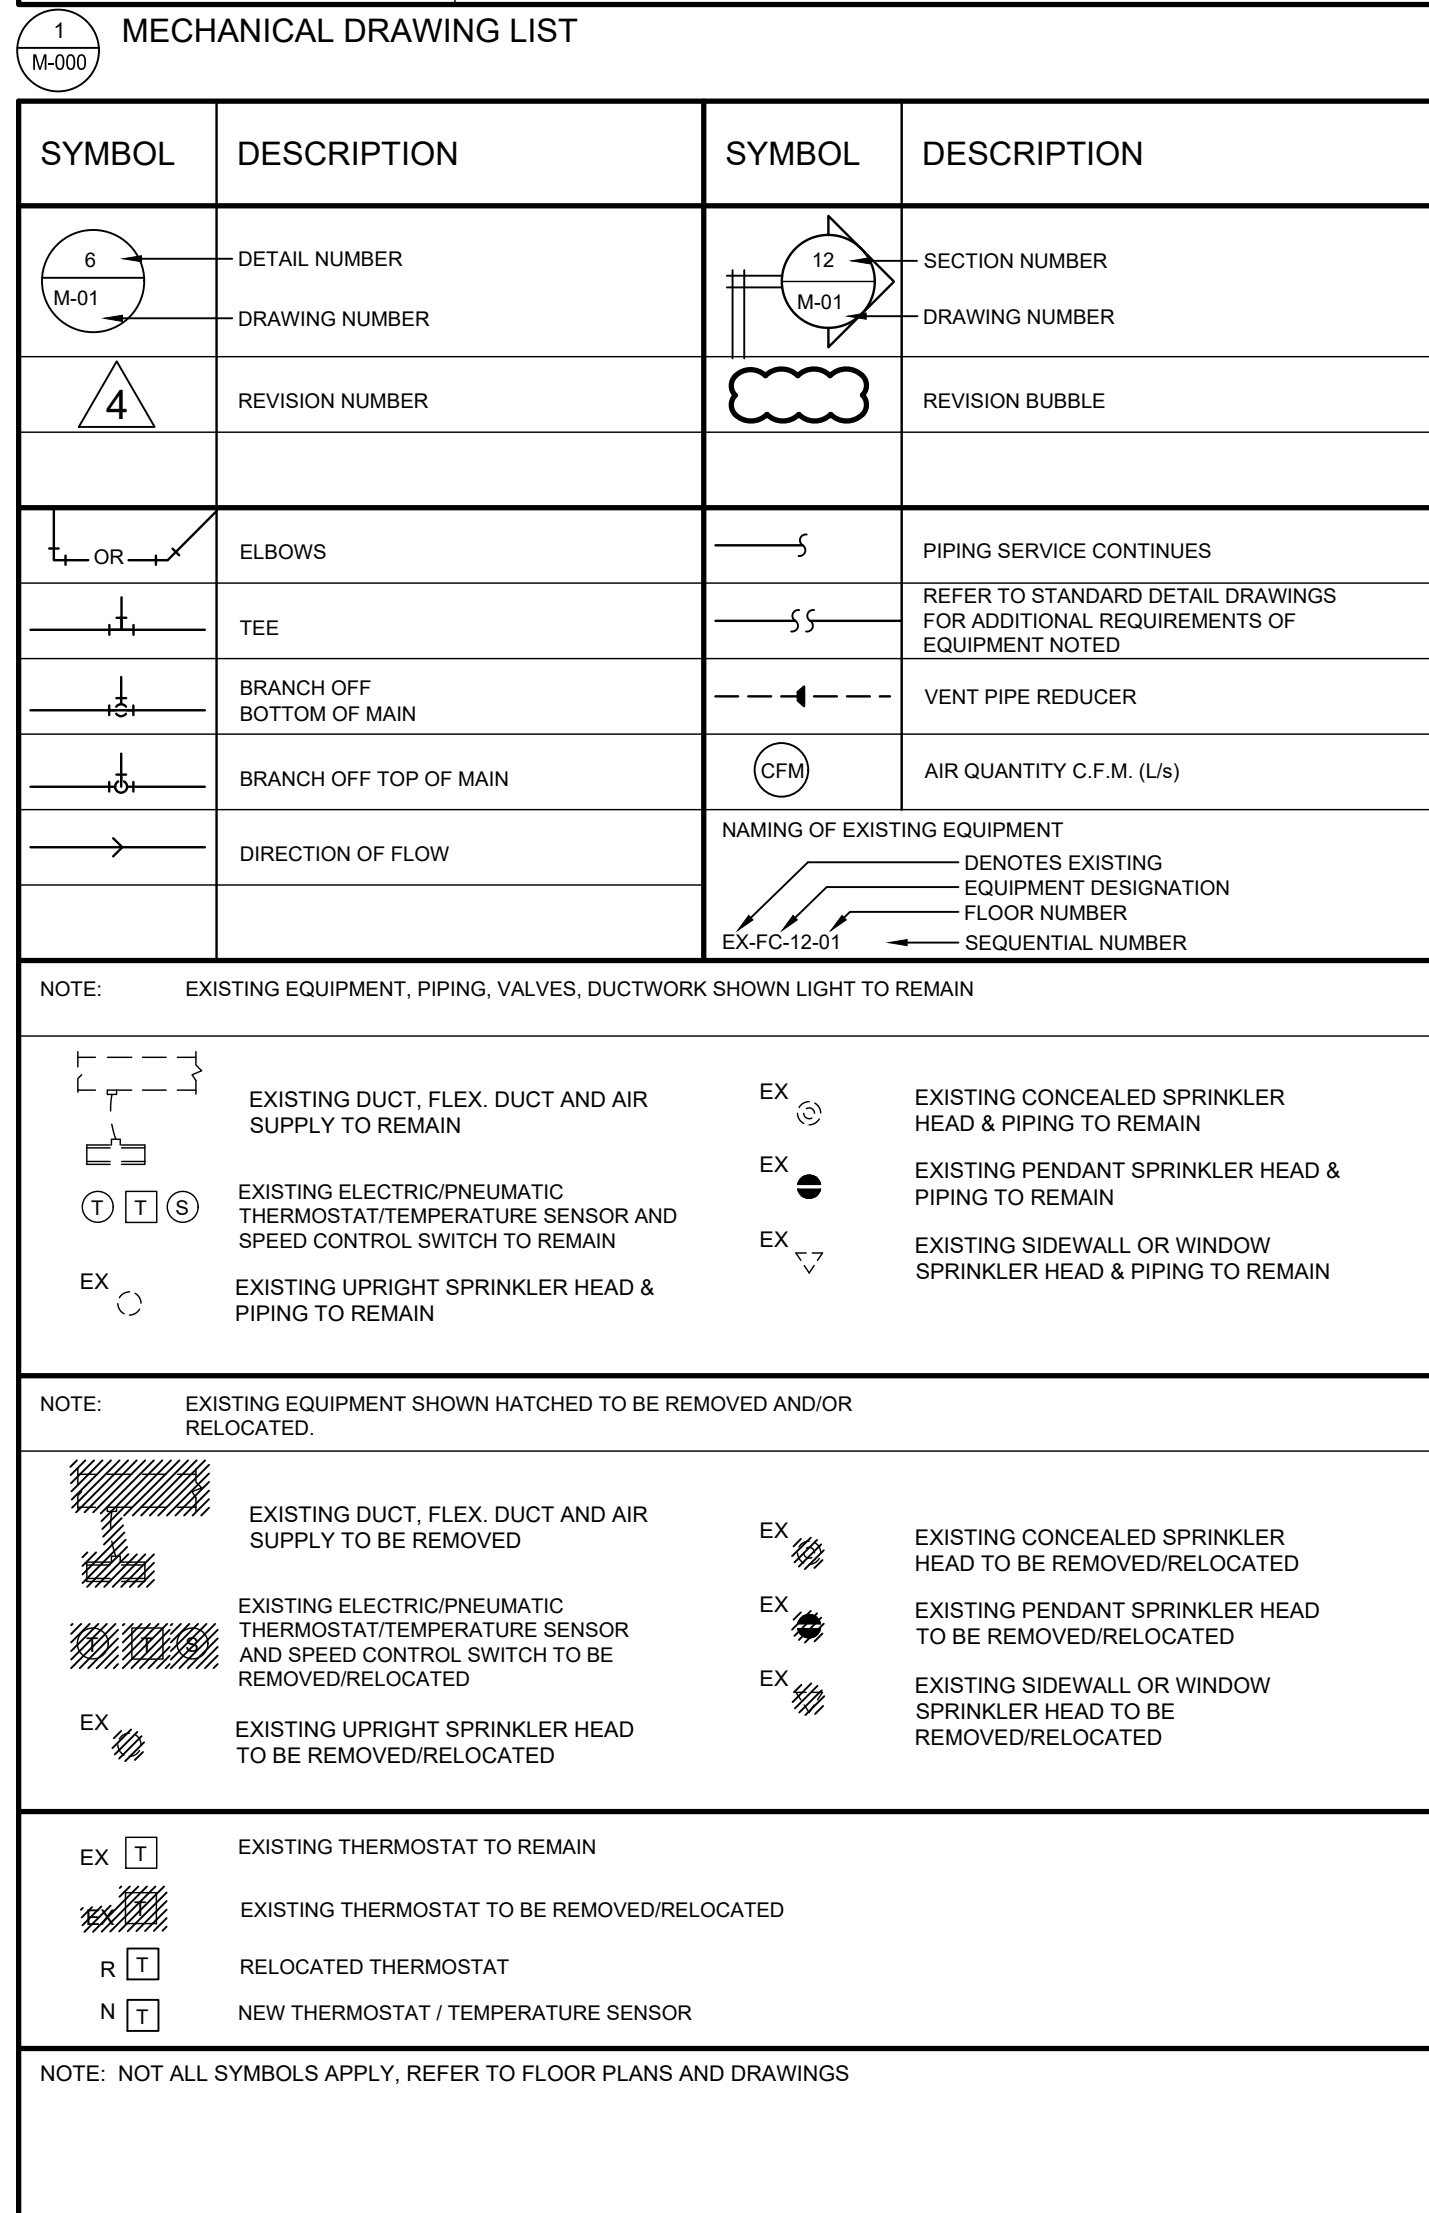 1
M-000
MECHANICAL DRAWING LIST
SYMBOL
DESCRIPTION
SYMBOL
DESCRIPTION
6
M-01
DETAIL NUMBER
DRAWING NUMBER
12
M-01
SECTION NUMBER
DRAWING NUMBER
4
REVISION NUMBER
REVISION BUBBLE
OR
ELBOWS
PIPING SERVICE CONTINUES
TEE
REFER TO STANDARD DETAIL DRAWINGS
FOR ADDITIONAL REQUIREMENTS OF
EQUIPMENT NOTED
BRANCH OFF
BOTTOM OF MAIN
VENT PIPE REDUCER
BRANCH OFF TOP OF MAIN
CFM
AIR QUANTITY C.F.M. (L/s)
DIRECTION OF FLOW
NAMING OF EXISTING EQUIPMENT
DENOTES EXISTING
EQUIPMENT DESIGNATION
FLOOR NUMBER
EX-FC-12-01
SEQUENTIAL NUMBER
NOTE: EXISTING EQUIPMENT, PIPING, VALVES, DUCTWORK SHOWN LIGHT TO REMAIN
EXISTING DUCT, FLEX. DUCT AND AIR
SUPPLY TO REMAIN
T T S
EXISTING ELECTRIC/PNEUMATIC
THERMOSTAT/TEMPERATURE SENSOR AND
SPEED CONTROL SWITCH TO REMAIN
EX
EXISTING UPRIGHT SPRINKLER HEAD &
PIPING TO REMAIN
EX
EXISTING CONCEALED SPRINKLER
HEAD & PIPING TO REMAIN
EX
EXISTING PENDANT SPRINKLER HEAD &
PIPING TO REMAIN
EX
EXISTING SIDEWALL OR WINDOW
SPRINKLER HEAD & PIPING TO REMAIN
NOTE: EXISTING EQUIPMENT SHOWN HATCHED TO BE REMOVED AND/OR
RELOCATED.
EXISTING DUCT, FLEX. DUCT AND AIR
SUPPLY TO BE REMOVED
T T S
EXISTING ELECTRIC/PNEUMATIC
THERMOSTAT/TEMPERATURE SENSOR
AND SPEED CONTROL SWITCH TO BE
REMOVED/RELOCATED
EX
EXISTING UPRIGHT SPRINKLER HEAD
TO BE REMOVED/RELOCATED
EX
EXISTING CONCEALED SPRINKLER
HEAD TO BE REMOVED/RELOCATED
EX
EXISTING PENDANT SPRINKLER HEAD
TO BE REMOVED/RELOCATED
EX
EXISTING SIDEWALL OR WINDOW
SPRINKLER HEAD TO BE
REMOVED/RELOCATED
EX T EXISTING THERMOSTAT TO REMAIN
EX T EXISTING THERMOSTAT TO BE REMOVED/RELOCATED
R T RELOCATED THERMOSTAT
N T NEW THERMOSTAT / TEMPERATURE SENSOR
NOTE: NOT ALL SYMBOLS APPLY, REFER TO FLOOR PLANS AND DRAWINGS